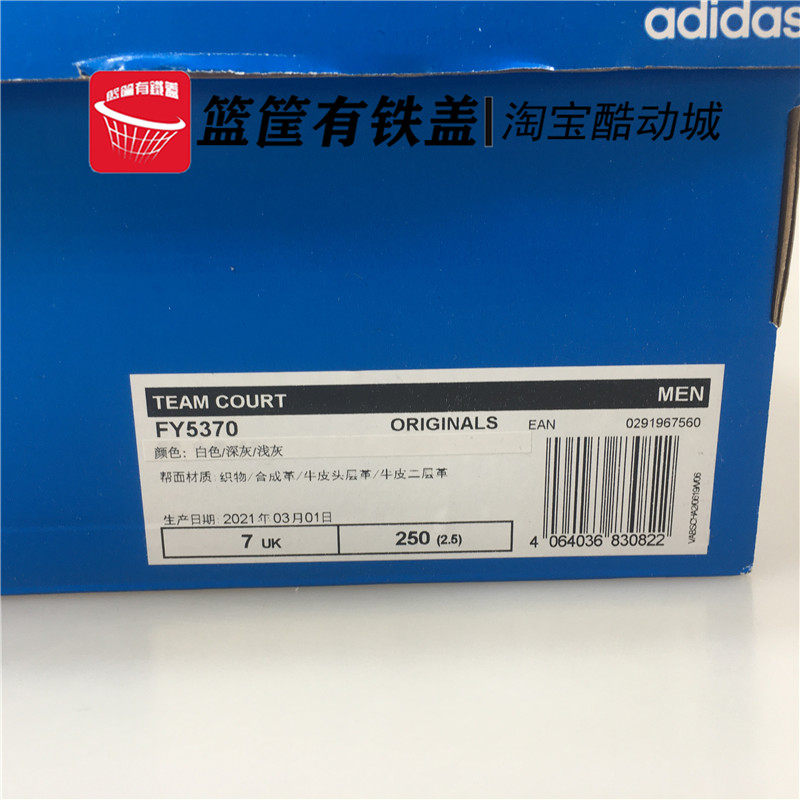 adidas
篮筐有鐵蓋
篮筐有铁盖|淘宝酷动城
TEAM COURT MEN
FY5370 ORIGINALS EAN 0291967560
颜色: 白色/深灰/浅灰
帮面材质: 织物/合成革/牛皮头层革/牛皮二层革
生产日期: 2021年03月01日
7 UK 250 (2.5)
4 064036 830822